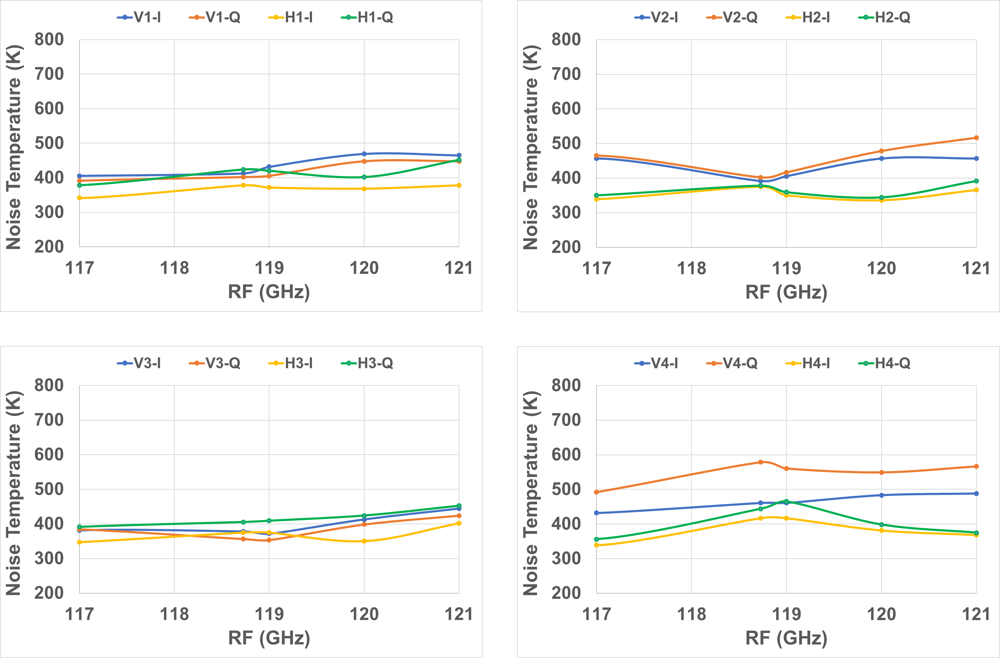 V1-I V1-Q H1-I H1-Q
Noise Temperature (K)
800
700
600
500
400
300
200
117 118 119 120 121
RF (GHz)
V2-I V2-Q H2-I H2-Q
Noise Temperature (K)
800
700
600
500
400
300
200
117 118 119 120 121
RF (GHz)
V3-I V3-Q H3-I H3-Q
Noise Temperature (K)
800
700
600
500
400
300
200
117 118 119 120 121
RF (GHz)
V4-I V4-Q H4-I H4-Q
Noise Temperature (K)
800
700
600
500
400
300
200
117 118 119 120 121
RF (GHz)